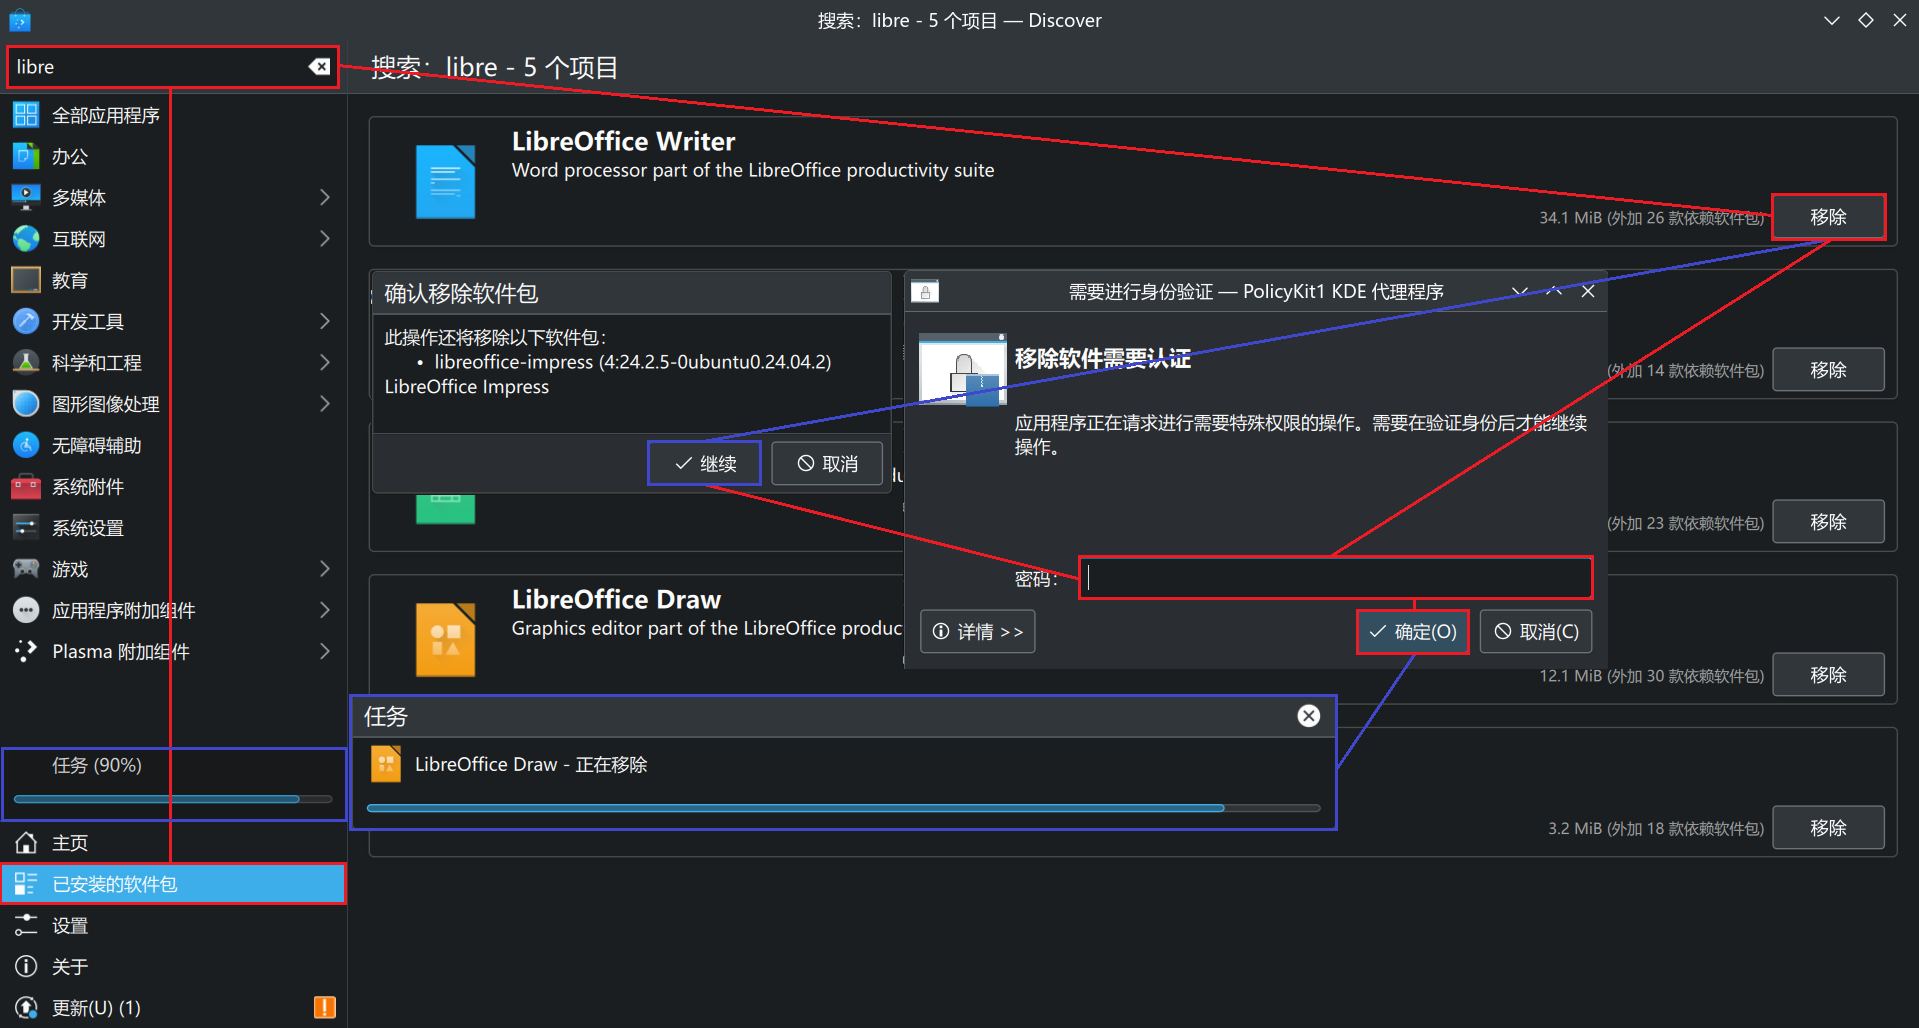 搜索：libre - 5 个项目 — Discover
libre
搜索：libre - 5 个项目
全部应用程序
办公
多媒体
互联网
教育
开发工具
科学和工程
图形图像处理
无障碍辅助
系统附件
系统设置
游戏
应用程序附加组件
Plasma 附加组件
任务 (90%)
主页
已安装的软件包
设置
关于
更新(U) (1)
LibreOffice Writer
Word processor part of the LibreOffice productivity suite
34.1 MiB (外加 26 款依赖软件包)
移除
确认移除软件包
此操作还将移除以下软件包：
• libreoffice-impress (4:24.2.5-0ubuntu0.24.04.2)
LibreOffice Impress
继续
取消
需要进行身份验证 — PolicyKit1 KDE 代理程序
移除软件需要认证
应用程序正在请求进行需要特殊权限的操作。需要在验证身份后才能继续
操作。
密码：
详情 >>
确定(O)
取消(C)
(外加 14 款依赖软件包)
移除
(外加 23 款依赖软件包)
移除
LibreOffice Draw
Graphics editor part of the LibreOffice produc
12.1 MiB (外加 30 款依赖软件包)
移除
任务
LibreOffice Draw - 正在移除
3.2 MiB (外加 18 款依赖软件包)
移除